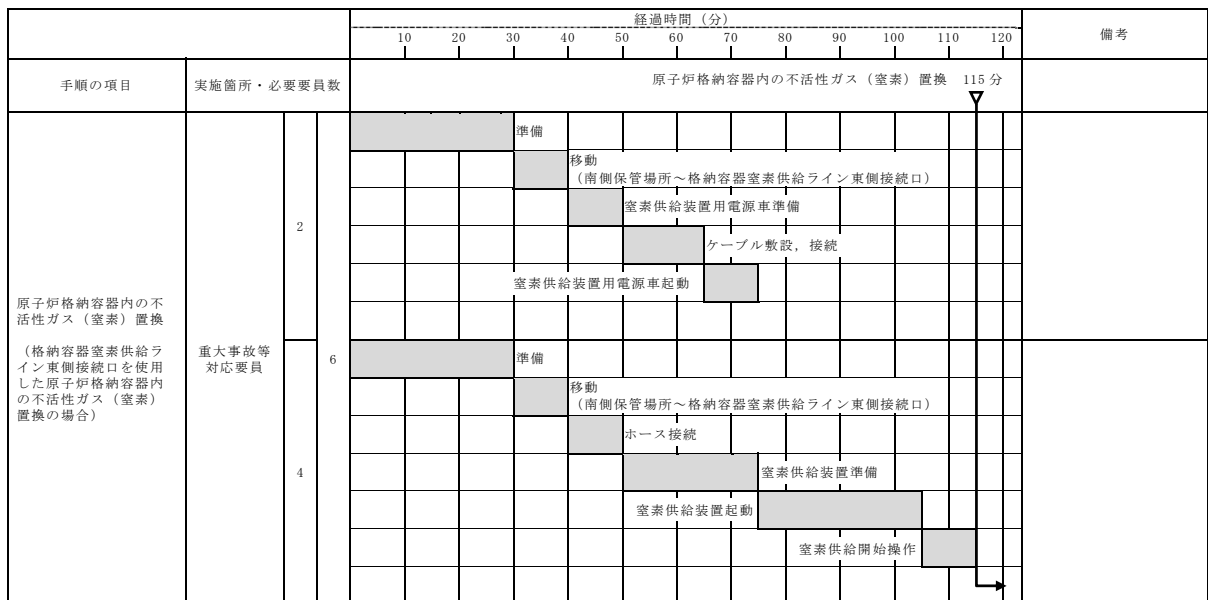 経過時間（分）
10 20 30 40 50 60 70 80 90 100 110 120
備考
手順の項目
実施箇所・必要要員数
原子炉格納容器内の不活性ガス（窒素）置換 115分
原子炉格納容器内の不
活性ガス（窒素）置換
（格納容器窒素供給ラ
イン東側接続口を使用
した原子炉格納容器内
の不活性ガス（窒素）
置換の場合）
重大事故等
対応要員
2
6
準備
移動
（南側保管場所～格納容器窒素供給ライン東側接続口）
窒素供給装置用電源車準備
ケーブル敷設，接続
窒素供給装置用電源車起動
4
準備
移動
（南側保管場所～格納容器窒素供給ライン東側接続口）
ホース接続
窒素供給装置準備
窒素供給装置起動
窒素供給開始操作